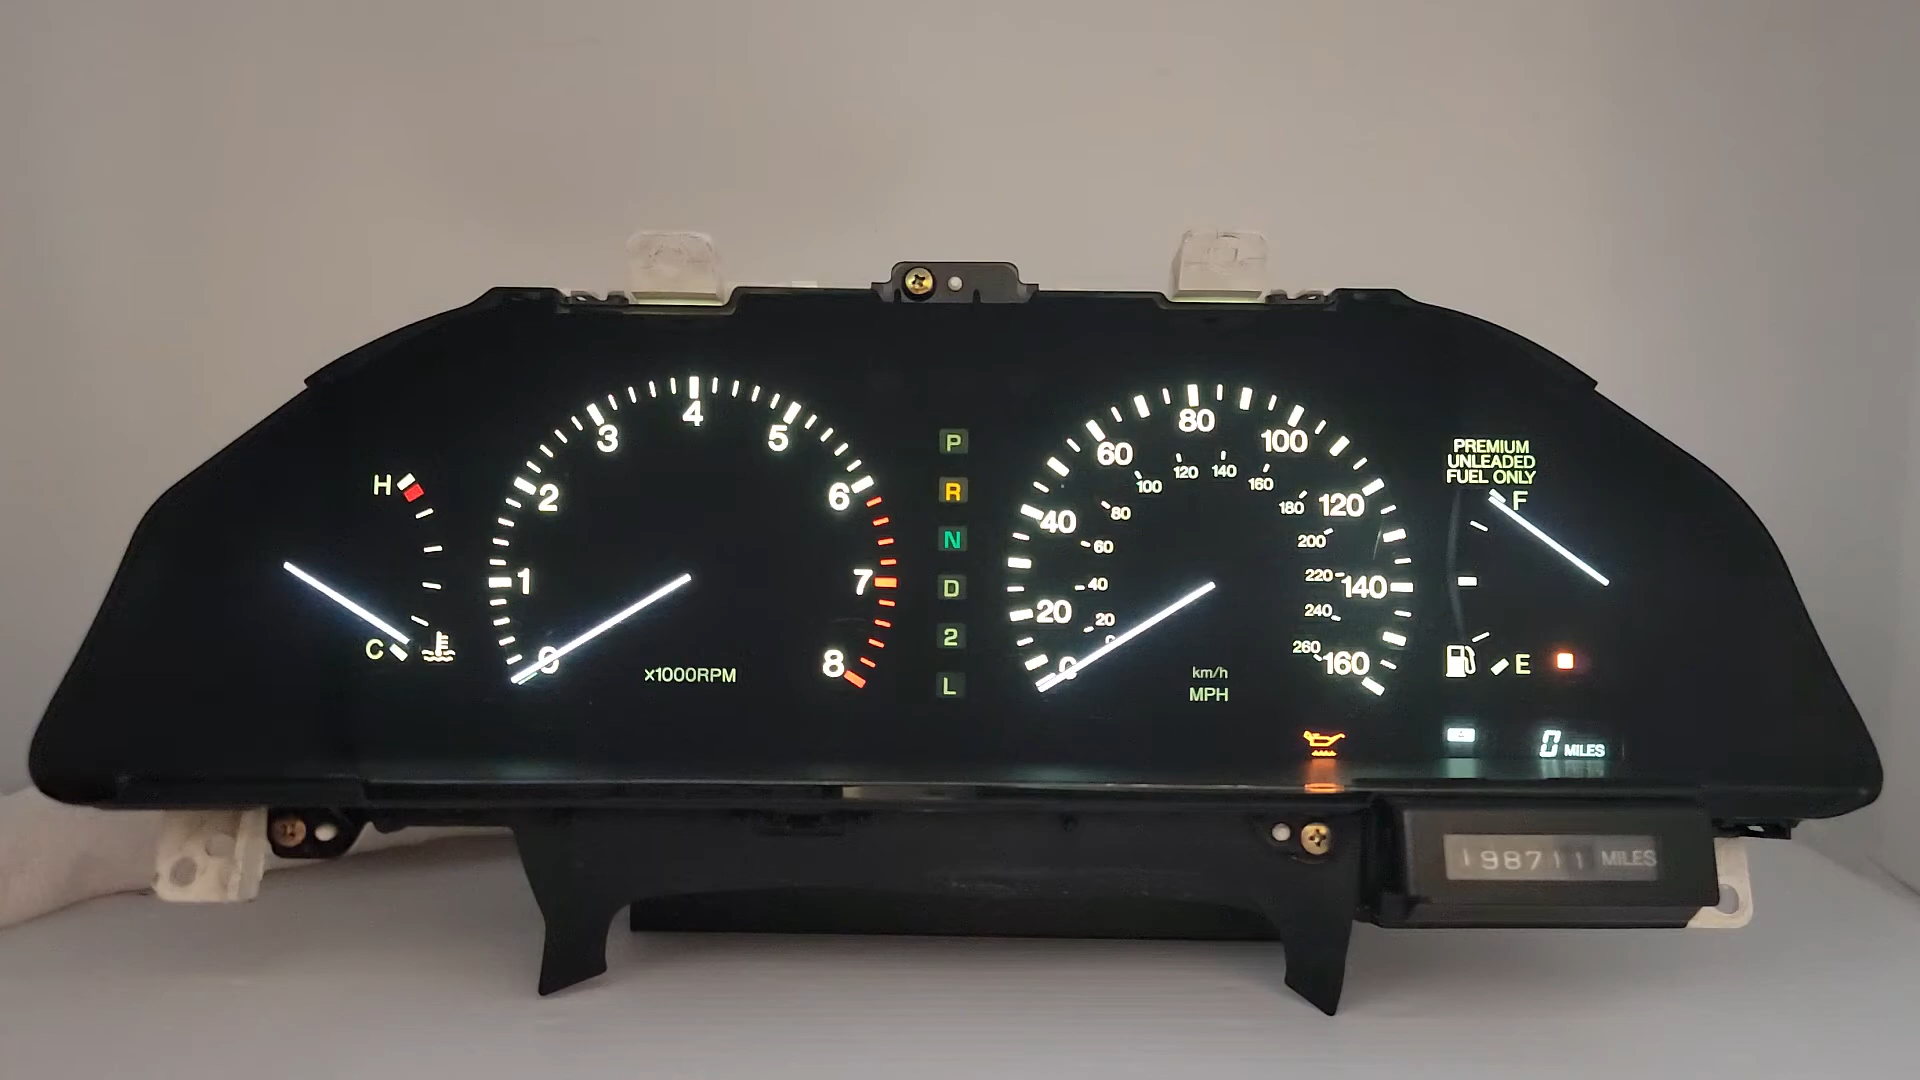 H
C
0
1
2
3
4
5
6
7
8
x1000RPM
P
R
N
D
2
L
0
20
40
60
80
100
120
140
160
0
20
40
60
80
100
120
140
160
180
200
220
240
260
km/h
MPH
PREMIUM
UNLEADED
FUEL ONLY
F
E
0 MILES
198711 MILES